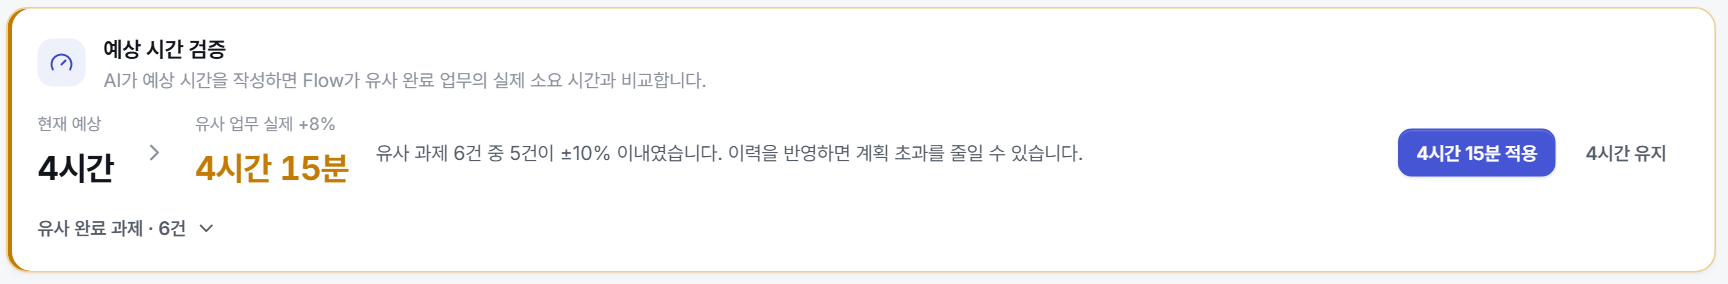 예상 시간 검증
AI가 예상 시간을 작성하면 Flow가 유사 완료 업무의 실제 소요 시간과 비교합니다.
현재 예상
4시간
유사 업무 실제 +8%
4시간 15분
유사 과제 6건 중 5건이 ±10% 이내였습니다. 이력을 반영하면 계획 초과를 줄일 수 있습니다.
4시간 15분 적용
4시간 유지
유사 완료 과제 · 6건